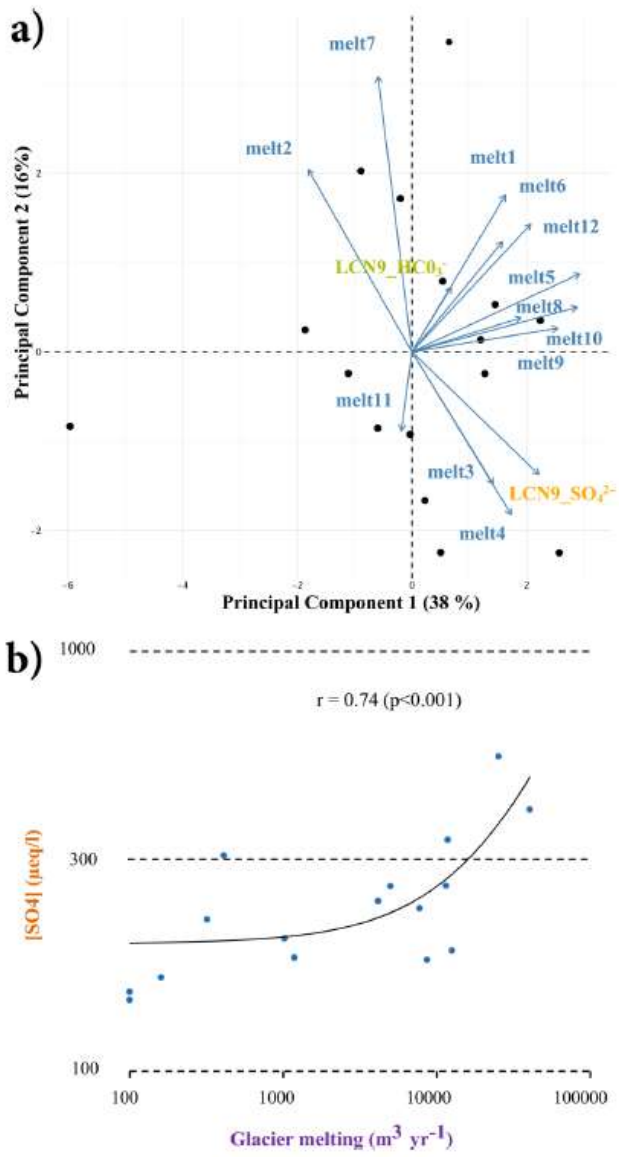 a)
melt7
melt2
melt1
melt6
melt12
LCN9_HC0₃⁻
melt5
melt8
melt10
melt9
melt11
melt3
LCN9_SO₄²⁻
melt4
Principal Component 2 (16%)
2
0
-2
-6
-4
-2
0
2
Principal Component 1 (38 %)
b)
1000
r = 0.74 (p<0.001)
[SO4] (µeq/l)
300
100
100
1000
10000
100000
Glacier melting (m³ yr⁻¹)